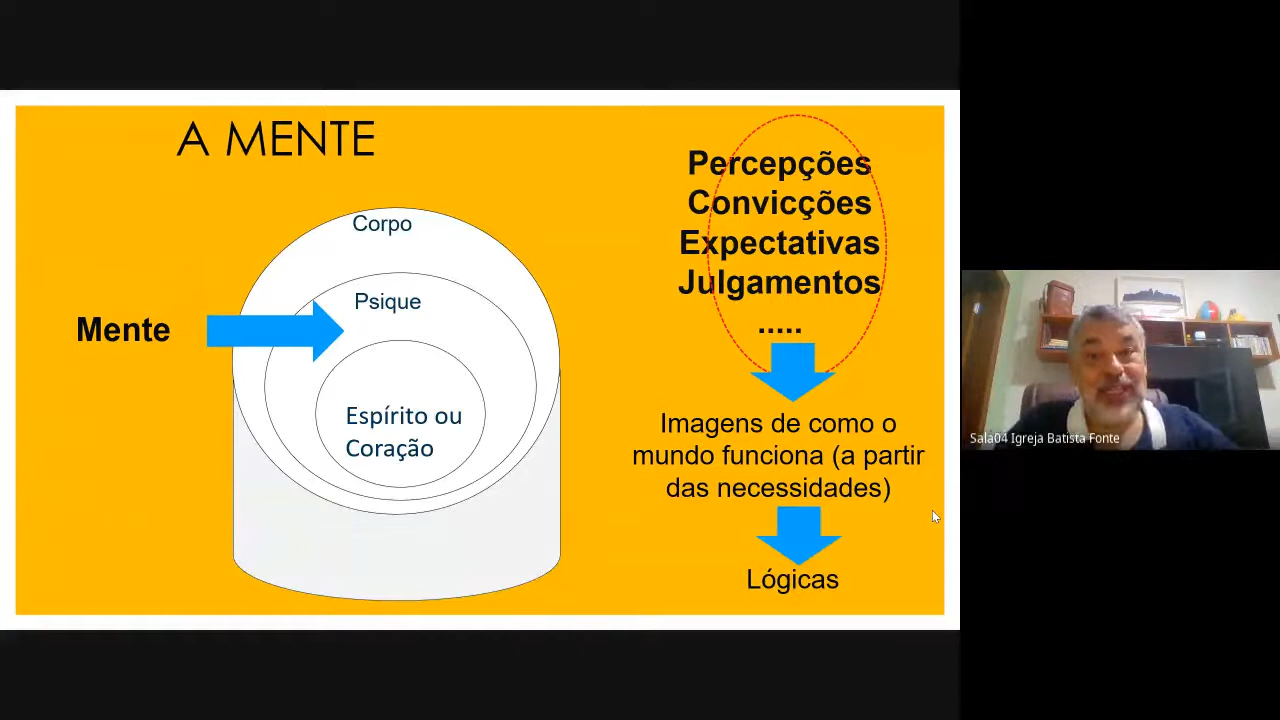 A MENTE
Corpo
Psique
Mente
Espírito ou
Coração
Percepções
Convicções
Expectativas
Julgamentos
.....
Imagens de como o
mundo funciona (a partir
das necessidades)
Lógicas
Sala04 Igreja Batista Fonte